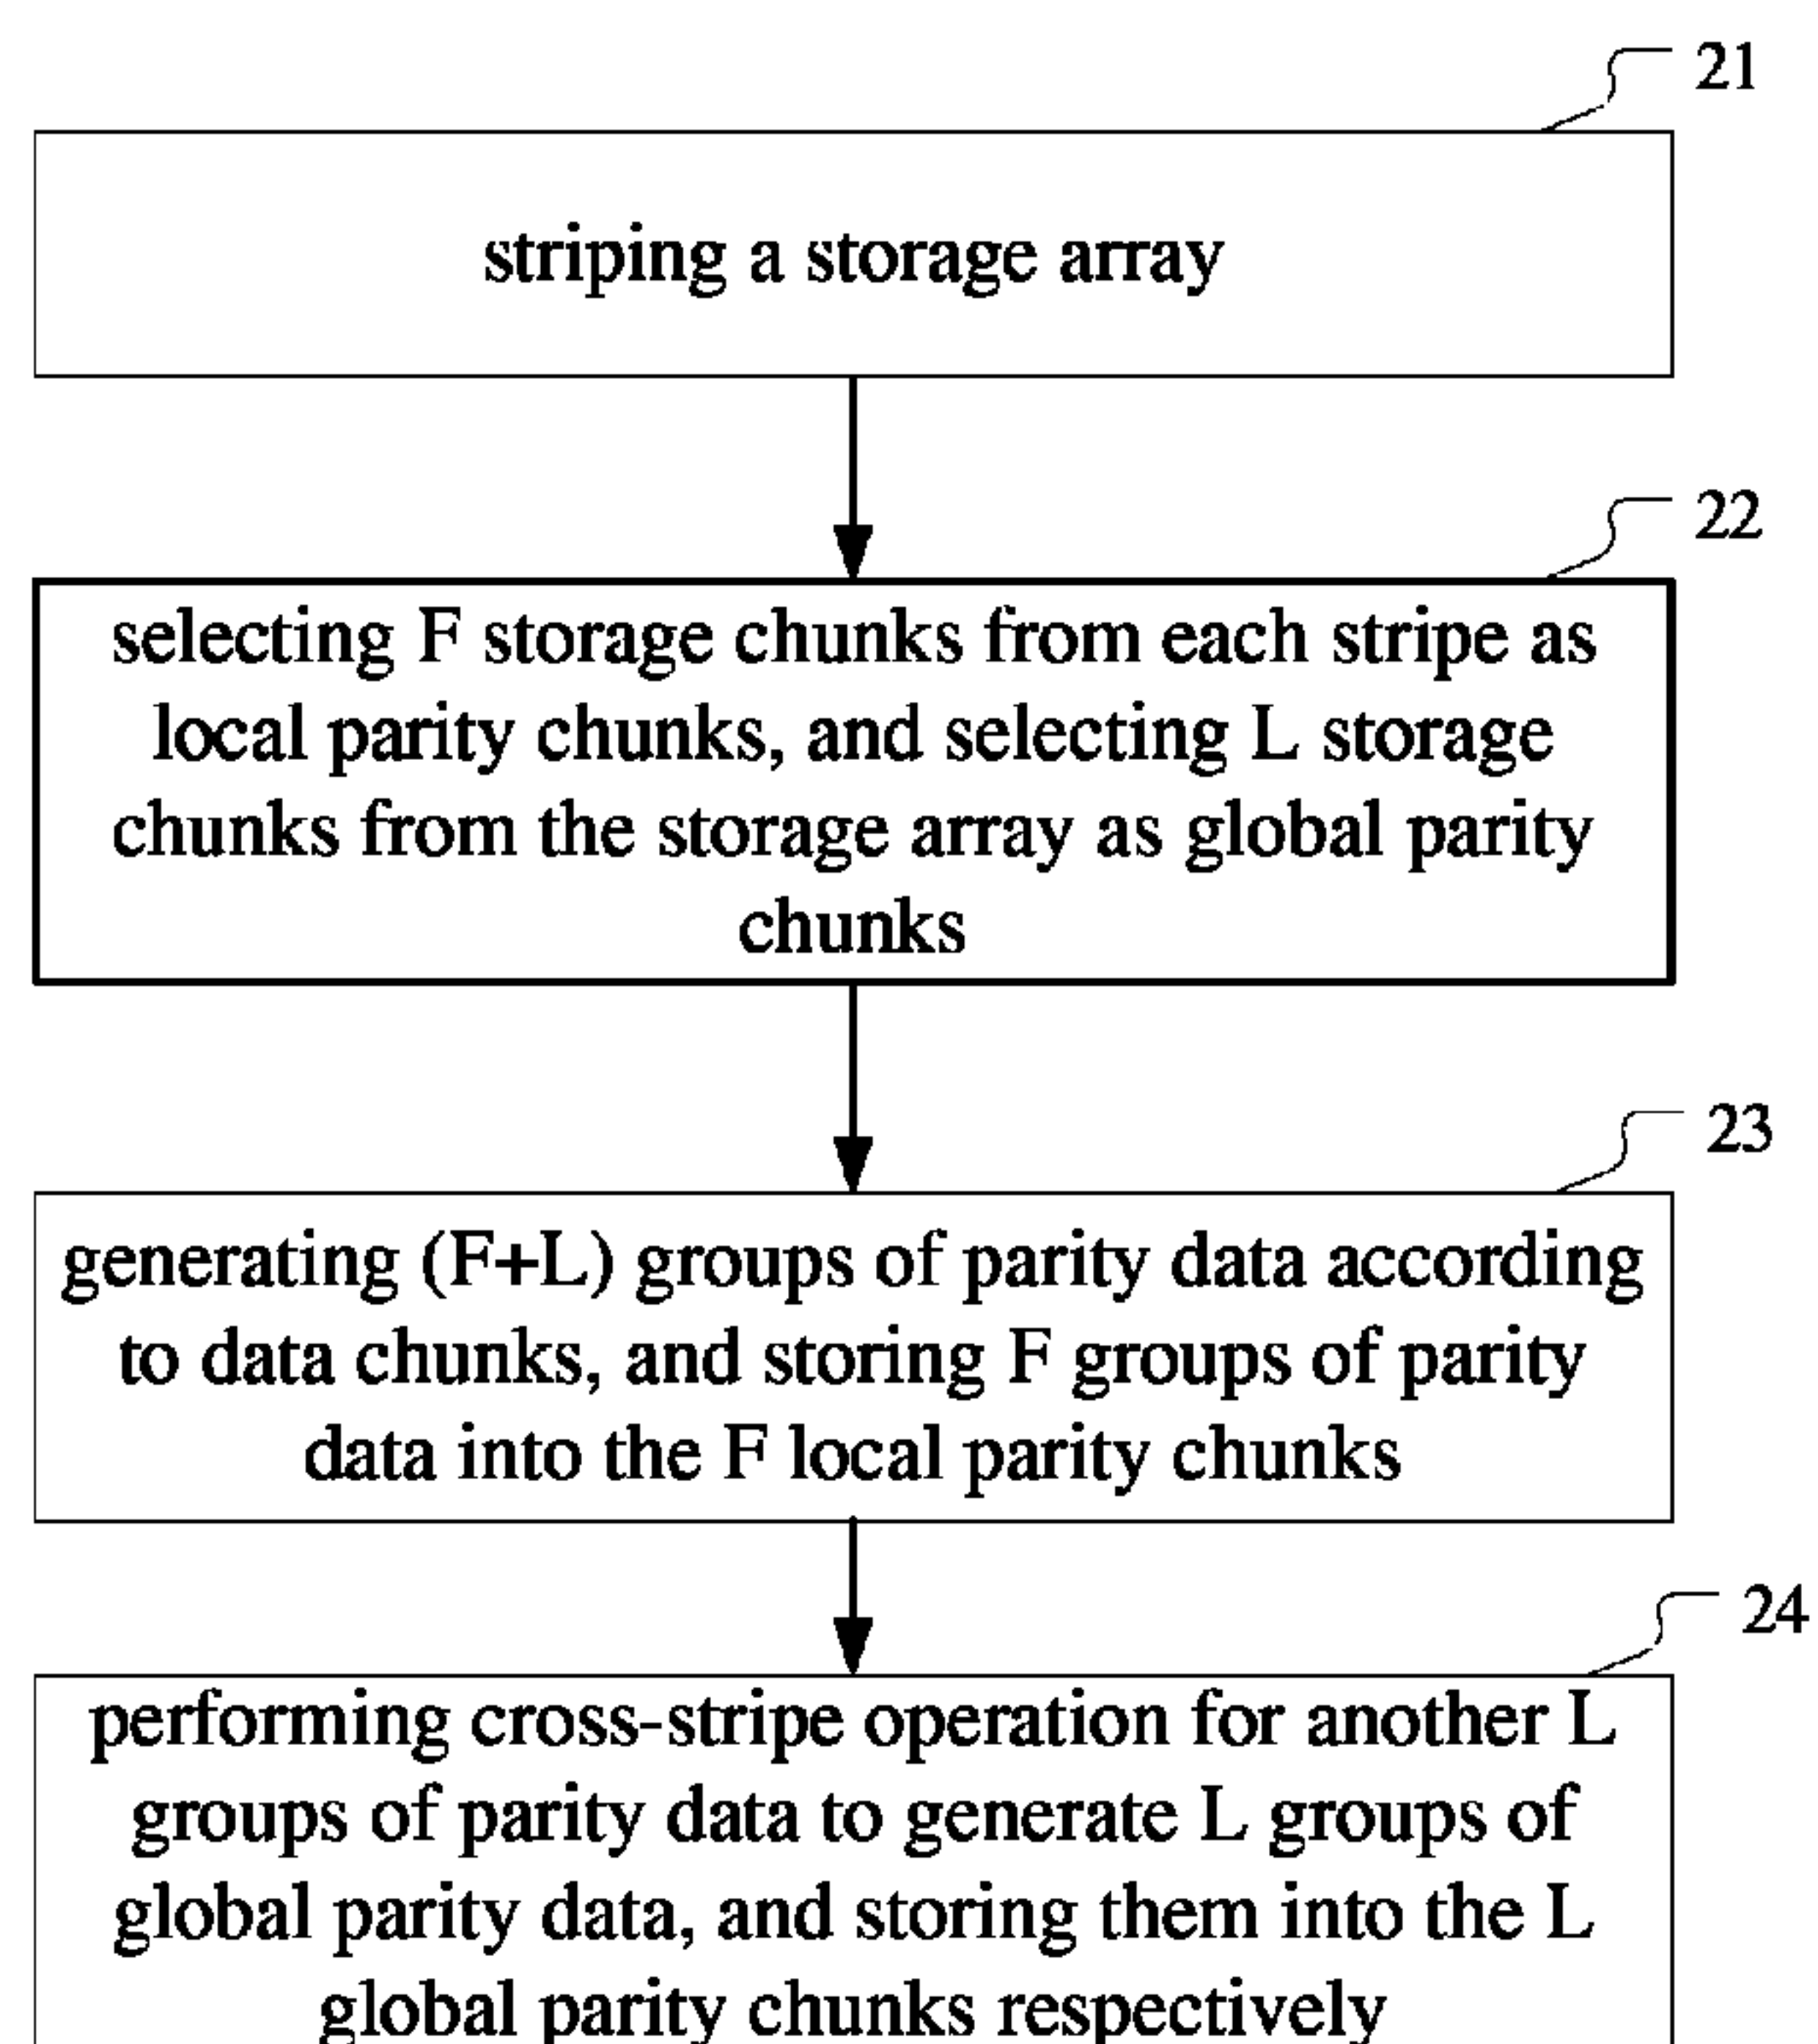 21
striping a storage array
22
selecting F storage chunks from each stripe as
local parity chunks, and selecting L storage
chunks from the storage array as global parity
chunks
23
generating (F+L) groups of parity data according
to data chunks, and storing F groups of parity
data into the F local parity chunks
24
performing cross-stripe operation for another L
groups of parity data to generate L groups of
global parity data, and storing them into the L
global parity chunks respectively